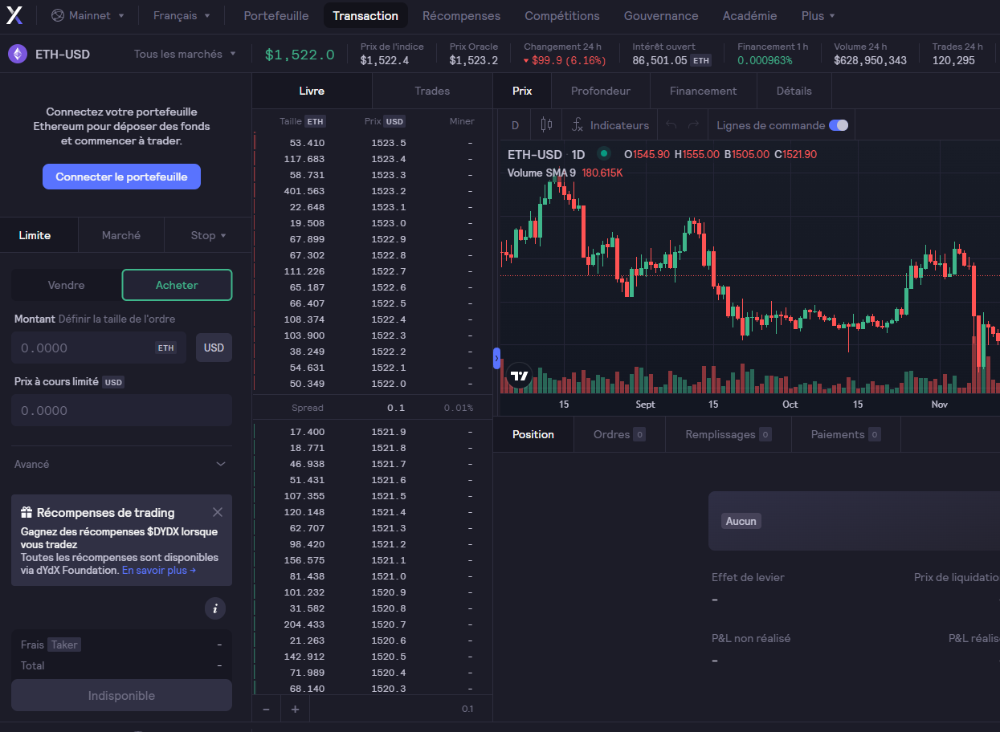 Mainnet Français Portefeuille Transaction Récompenses Compétitions Gouvernance Académie Plus
ETH-USD Tous les marchés
$1,522.0
Prix de l'indice
$1,522.4
Prix Oracle
$1,523.2
Changement 24 h
$99.9 (6.16%)
Intérêt ouvert
86,501.05 ETH
Financement 1 h
0.000963%
Volume 24 h
$628,950,343
Trades 24 h
120,295
Connectez votre portefeuille
Ethereum pour déposer des fonds
et commencer à trader.
Connecter le portefeuille
Limite Marché Stop
Vendre Acheter
Montant Définir la taille de l'ordre
0.0000 ETH USD
Prix à cours limité USD
0.0000
Avancé
Récompenses de trading
Gagnez des récompenses $DYDX lorsque
vous tradez
Toutes les récompenses sont disponibles
via dYdX Foundation. En savoir plus →
i
Frais Taker -
Total -
Indisponible
Livre Trades
Taille ETH Prix USD Miner
53.410 1523.5 -
117.683 1523.4 -
58.731 1523.3 -
401.563 1523.2 -
22.648 1523.1 -
19.508 1523.0 -
67.899 1522.9 -
67.302 1522.8 -
111.226 1522.7 -
65.187 1522.6 -
66.407 1522.5 -
108.374 1522.4 -
103.900 1522.3 -
38.249 1522.2 -
54.631 1522.1 -
50.349 1522.0 -
Spread 0.1 0.01%
17.400 1521.9 -
18.771 1521.8 -
46.938 1521.7 -
51.431 1521.6 -
107.355 1521.5 -
120.148 1521.4 -
62.707 1521.3 -
98.420 1521.2 -
156.575 1521.1 -
81.438 1521.0 -
101.232 1520.9 -
31.582 1520.8 -
204.433 1520.7 -
21.263 1520.6 -
142.912 1520.5 -
71.989 1520.4 -
68.140 1520.3 -
− + 0.1
Prix Profondeur Financement Détails
D Indicateurs Lignes de commande
ETH-USD · 1D O1545.90 H1555.00 B1505.00 C1521.90
Volume SMA 9 180.615K
15 Sept 15 Oct 15 Nov
Position Ordres 0 Remplissages 0 Paiements 0
Aucun
Effet de levier Prix de liquidatio
–
P&L non réalisé P&L réalis
–